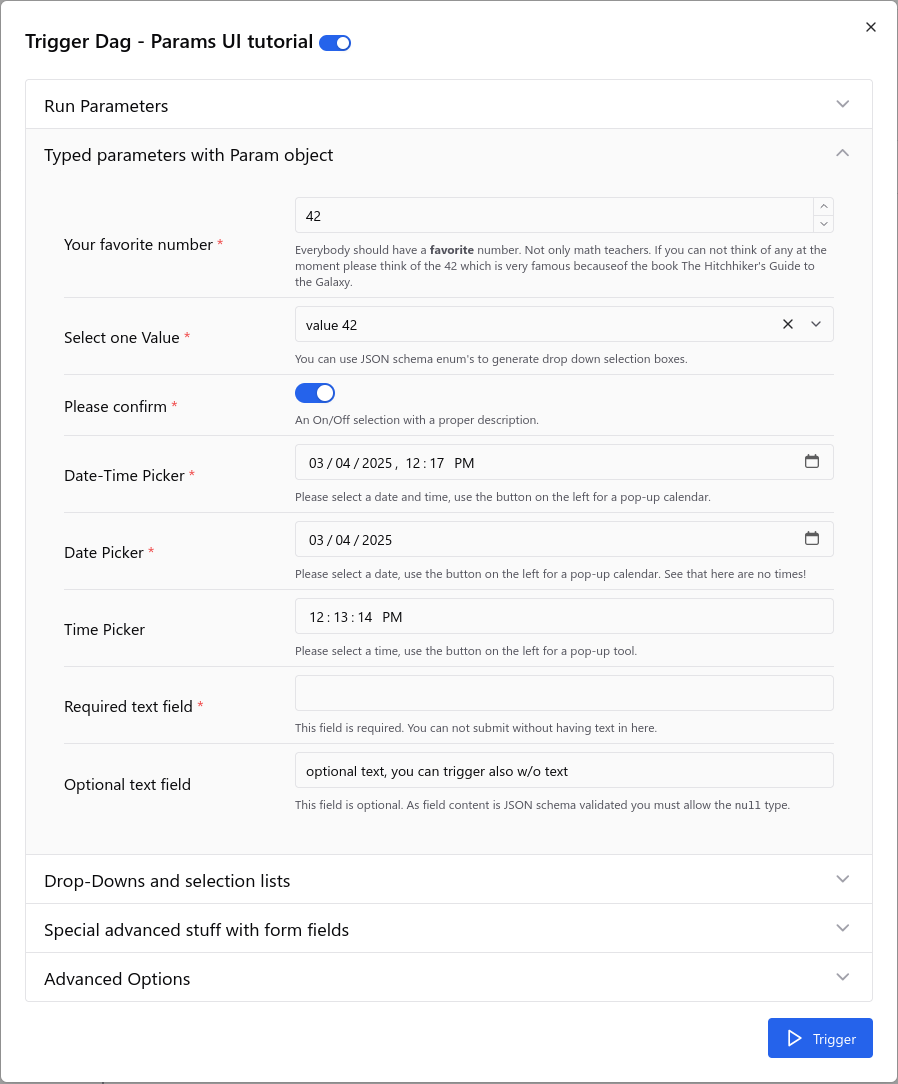 Trigger Dag - Params UI tutorial
Run Parameters
Typed parameters with Param object
Your favorite number *
42
Everybody should have a favorite number. Not only math teachers. If you can not think of any at the
moment please think of the 42 which is very famous becauseof the book The Hitchhiker's Guide to
the Galaxy.
Select one Value *
value 42
You can use JSON schema enum's to generate drop down selection boxes.
Please confirm *
An On/Off selection with a proper description.
Date-Time Picker *
03/04/2025, 12:17 PM
Please select a date and time, use the button on the left for a pop-up calendar.
Date Picker *
03/04/2025
Please select a date, use the button on the left for a pop-up calendar. See that here are no times!
Time Picker
12:13:14 PM
Please select a time, use the button on the left for a pop-up tool.
Required text field *
This field is required. You can not submit without having text in here.
Optional text field
optional text, you can trigger also w/o text
This field is optional. As field content is JSON schema validated you must allow the null type.
Drop-Downs and selection lists
Special advanced stuff with form fields
Advanced Options
Trigger